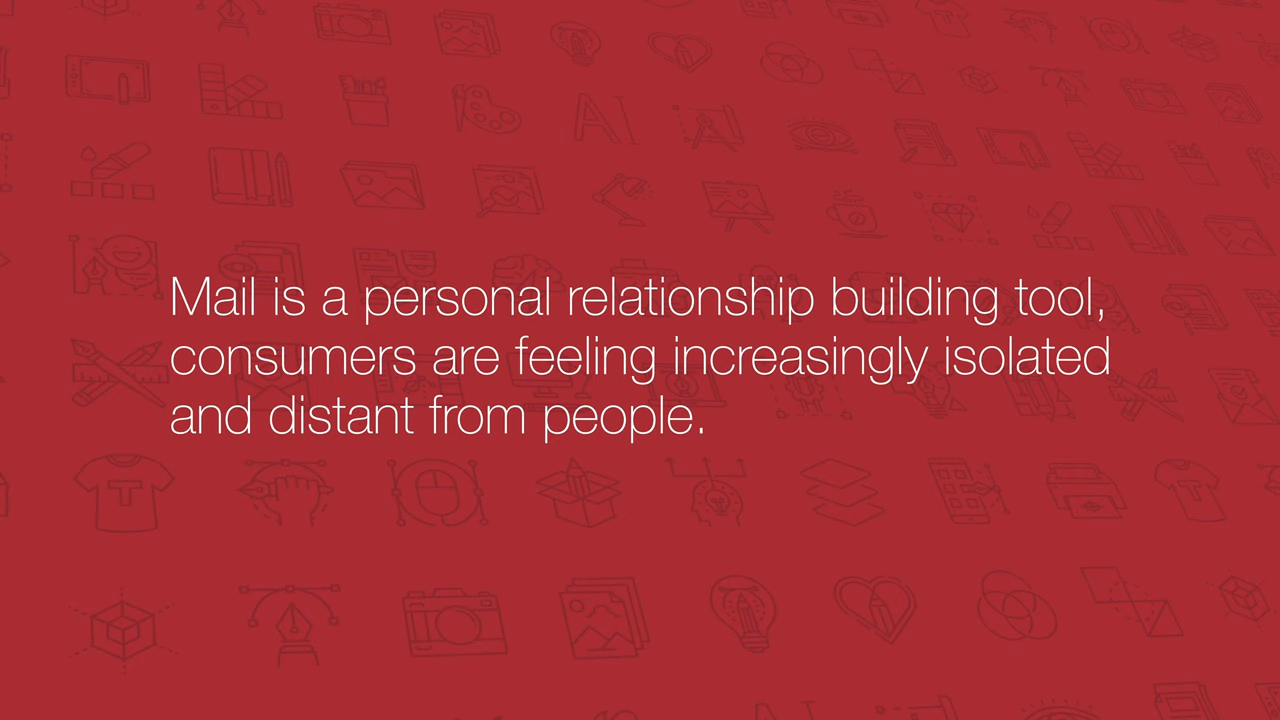 Mail is a personal relationship building tool,
consumers are feeling increasingly isolated
and distant from people.